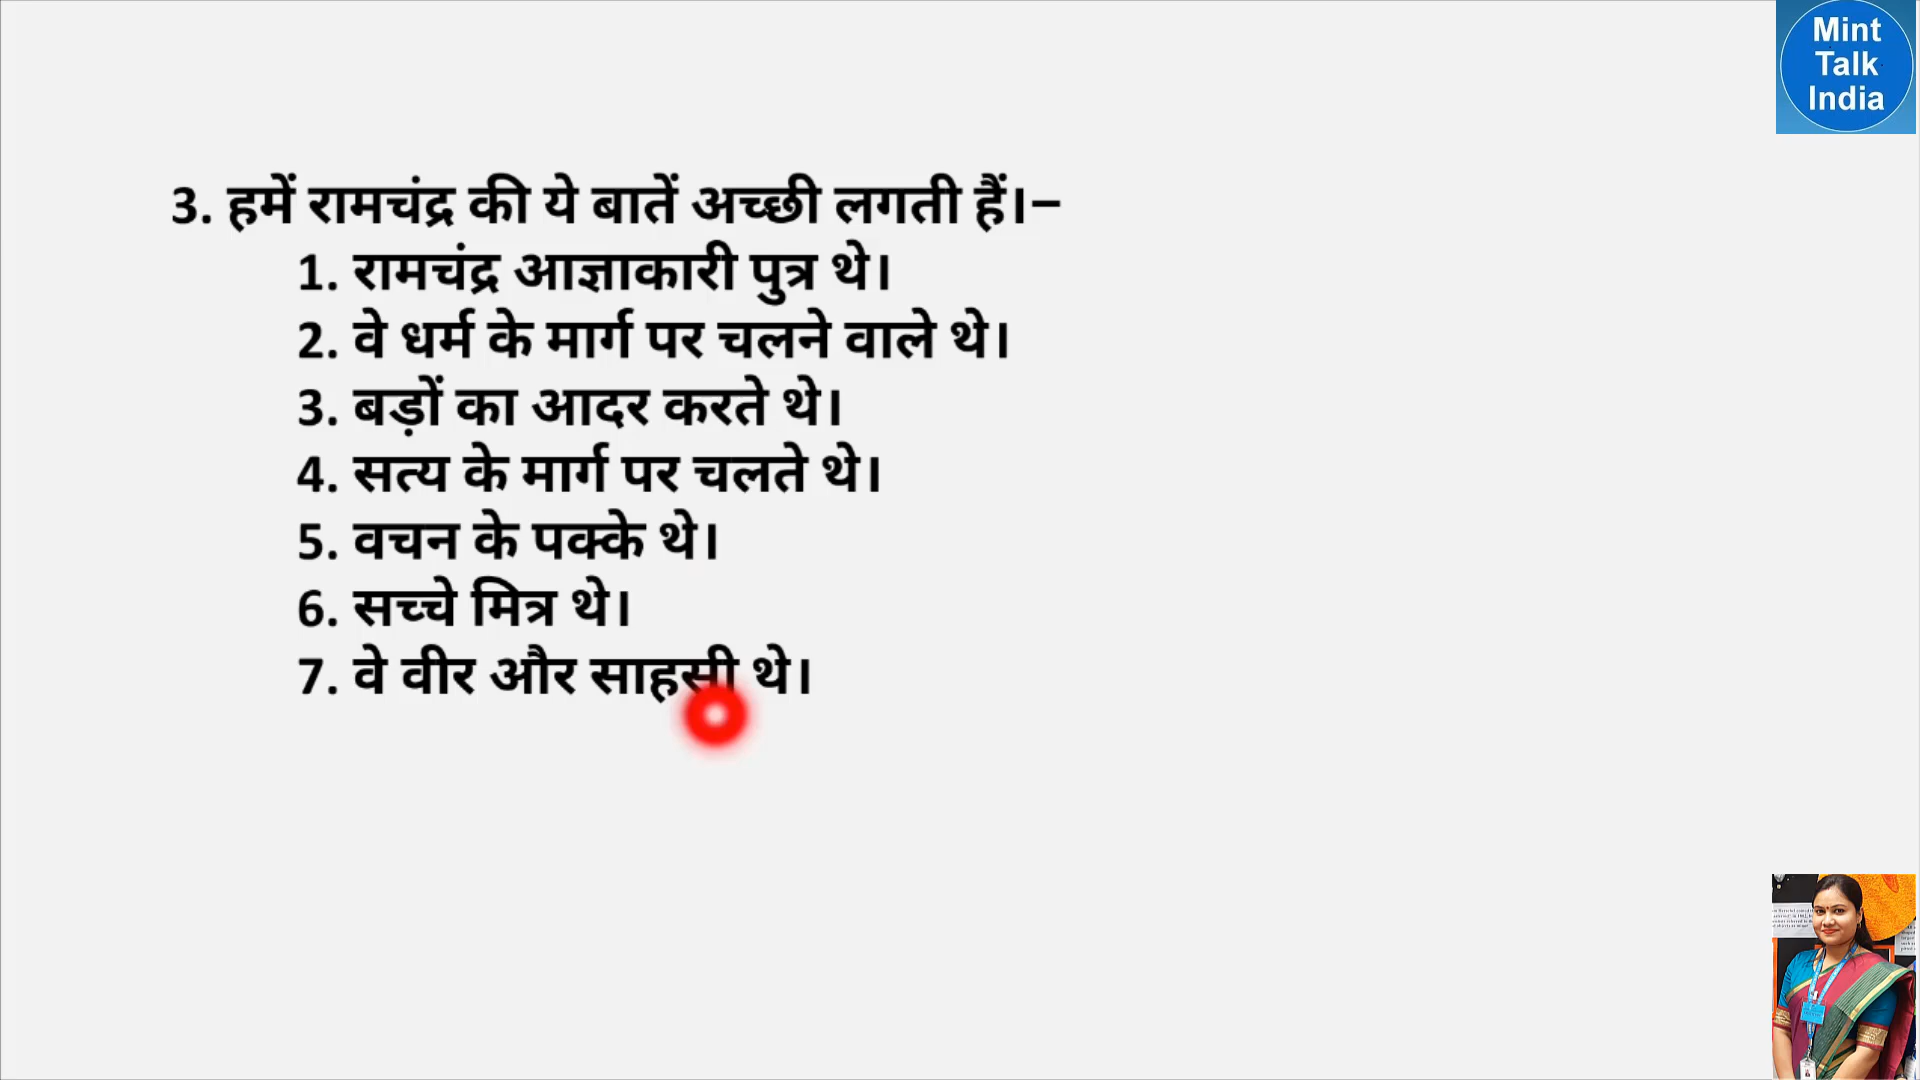 Mint
Talk
India
3. हमें रामचंद्र की ये बातें अच्छी लगती हैं।–
1. रामचंद्र आज्ञाकारी पुत्र थे।
2. वे धर्म के मार्ग पर चलने वाले थे।
3. बड़ों का आदर करते थे।
4. सत्य के मार्ग पर चलते थे।
5. वचन के पक्के थे।
6. सच्चे मित्र थे।
7. वे वीर और साहसी थे।